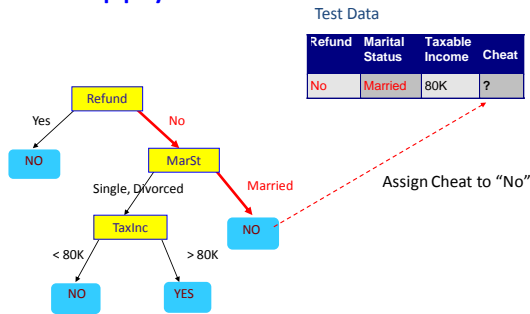 Test Data
Refund Marital Status Taxable Income Cheat
No Married 80K ?
Refund
Yes
No
NO
MarSt
Single, Divorced
Married
Assign Cheat to “No”
TaxInc
NO
< 80K
> 80K
NO
YES